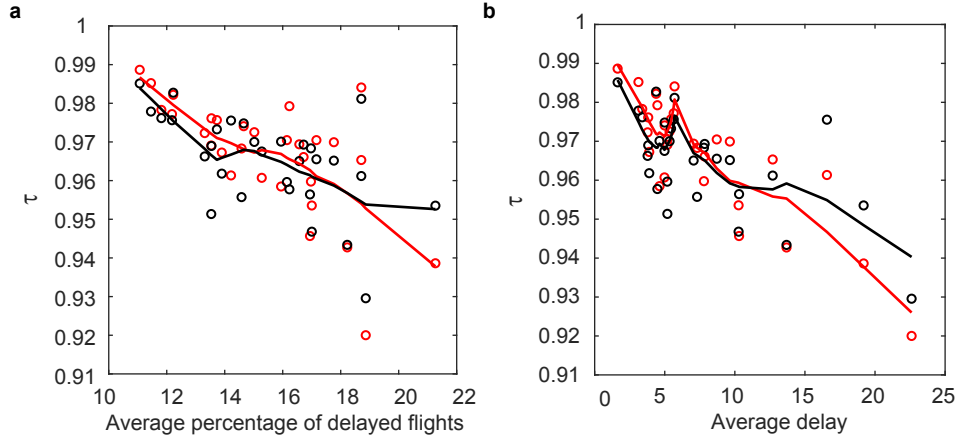 a
1
0.99
0.98
0.97
0.96
0.95
0.94
0.93
0.92
0.91
τ
10 12 14 16 18 20 22
Average percentage of delayed flights
b
1
0.99
0.98
0.97
0.96
0.95
0.94
0.93
0.92
0.91
τ
0 5 10 15 20 25
Average delay